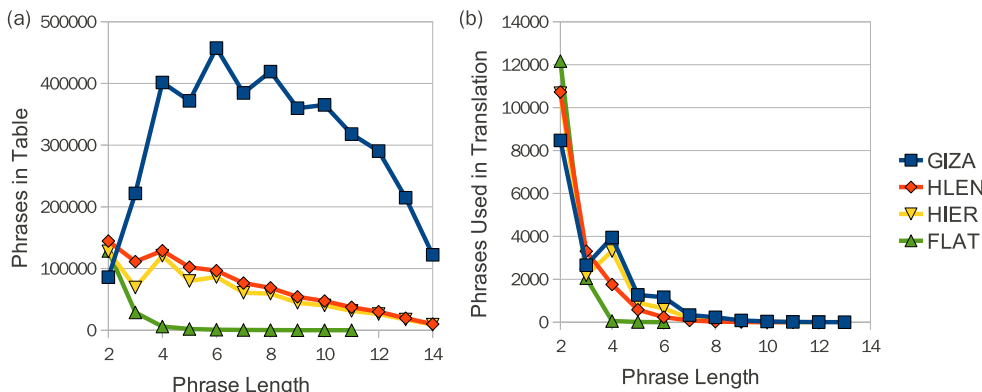 (a)
500000
400000
300000
200000
100000
0
2 4 6 8 10 12 14
Phrases in Table
Phrase Length
(b)
14000
12000
10000
8000
6000
4000
2000
0
2 4 6 8 10 12 14
Phrases Used in Translation
Phrase Length
GIZA
HLEN
HIER
FLAT